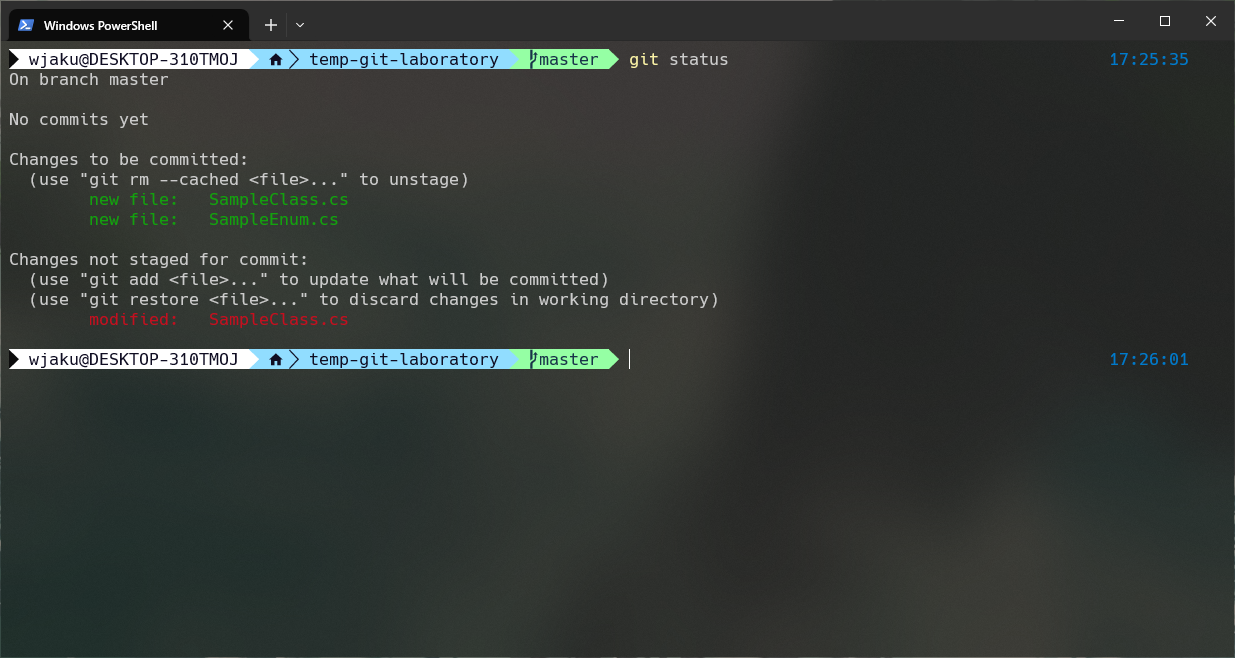 Windows PowerShell
wjaku@DESKTOP-310TMOJ temp-git-laboratory master git status 17:25:35
On branch master
No commits yet
Changes to be committed:
(use "git rm --cached <file>..." to unstage)
new file: SampleClass.cs
new file: SampleEnum.cs
Changes not staged for commit:
(use "git add <file>..." to update what will be committed)
(use "git restore <file>..." to discard changes in working directory)
modified: SampleClass.cs
wjaku@DESKTOP-310TMOJ temp-git-laboratory master 17:26:01